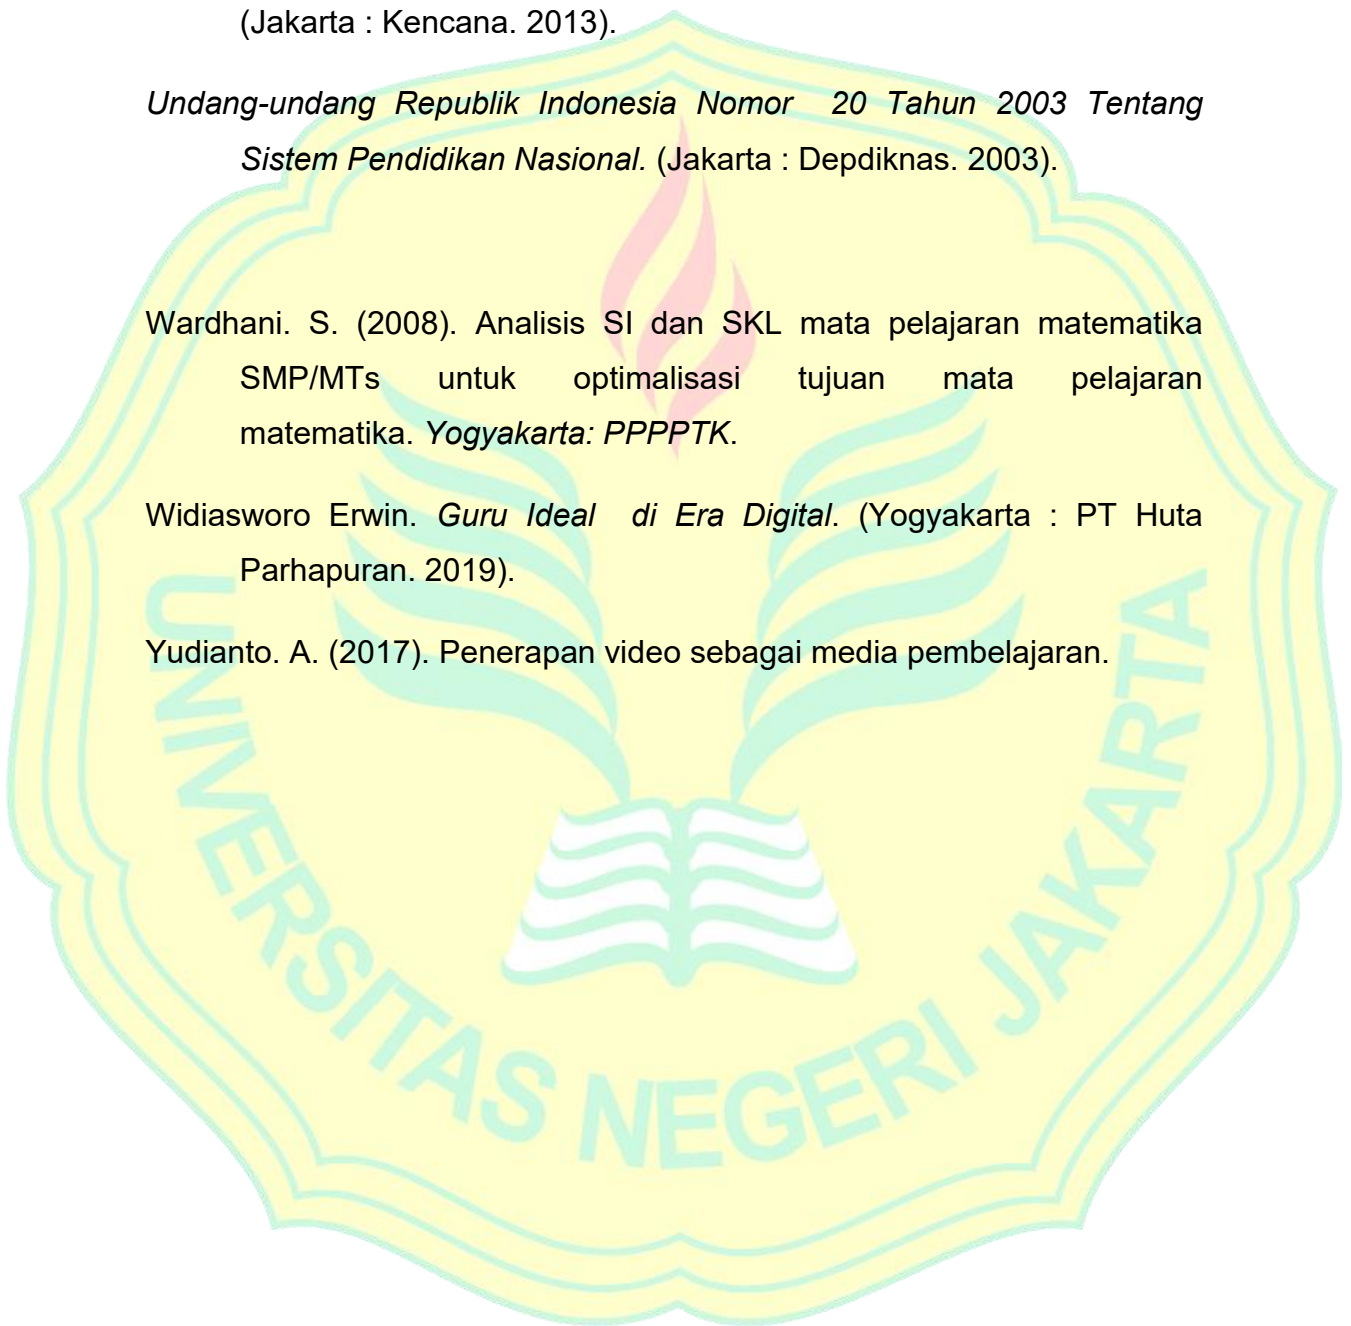 (Jakarta : Kencana. 2013).
Undang-undang Republik Indonesia Nomor 20 Tahun 2003 Tentang
Sistem Pendidikan Nasional. (Jakarta : Depdiknas. 2003).
Wardhani. S. (2008). Analisis SI dan SKL mata pelajaran matematika
SMP/MTs untuk optimalisasi tujuan mata pelajaran
matematika. Yogyakarta: PPPPTK.
Widiasworo Erwin. Guru Ideal di Era Digital. (Yogyakarta : PT Huta
Parhapuran. 2019).
Yudianto. A. (2017). Penerapan video sebagai media pembelajaran.
UNIVERSITAS NEGERI JAKARTA